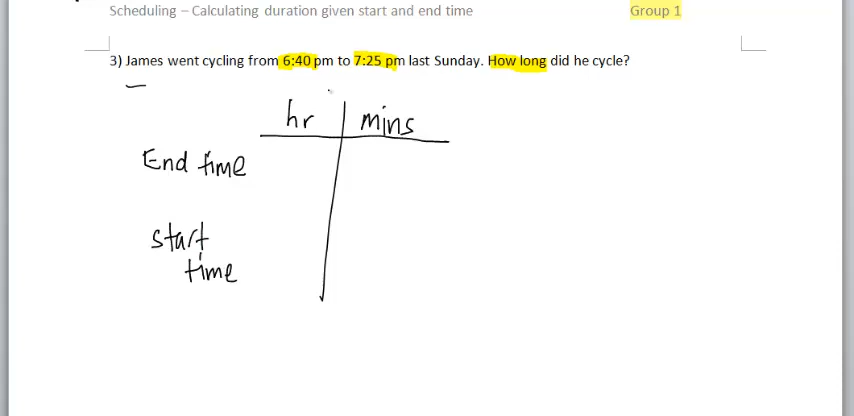 Scheduling – Calculating duration given start and end time Group 1
3) James went cycling from 6:40 pm to 7:25 pm last Sunday. How long did he cycle?
hr mins
End time
start
time